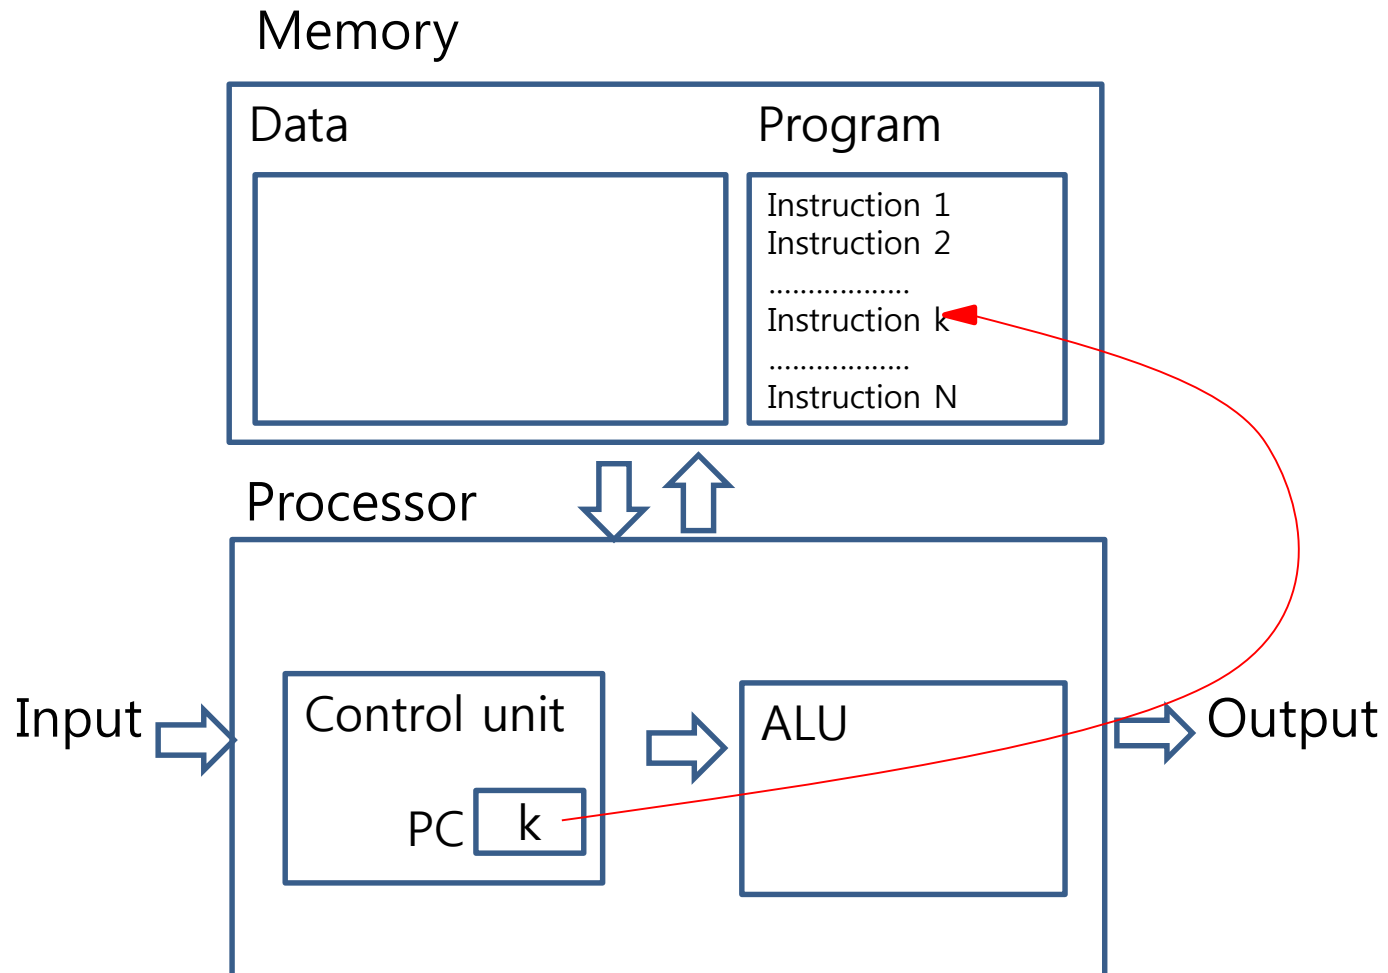 Memory
Data
Program
Instruction 1
Instruction 2
..................
Instruction k
..................
Instruction N
Processor
Input
Control unit
ALU
Output
PC
k